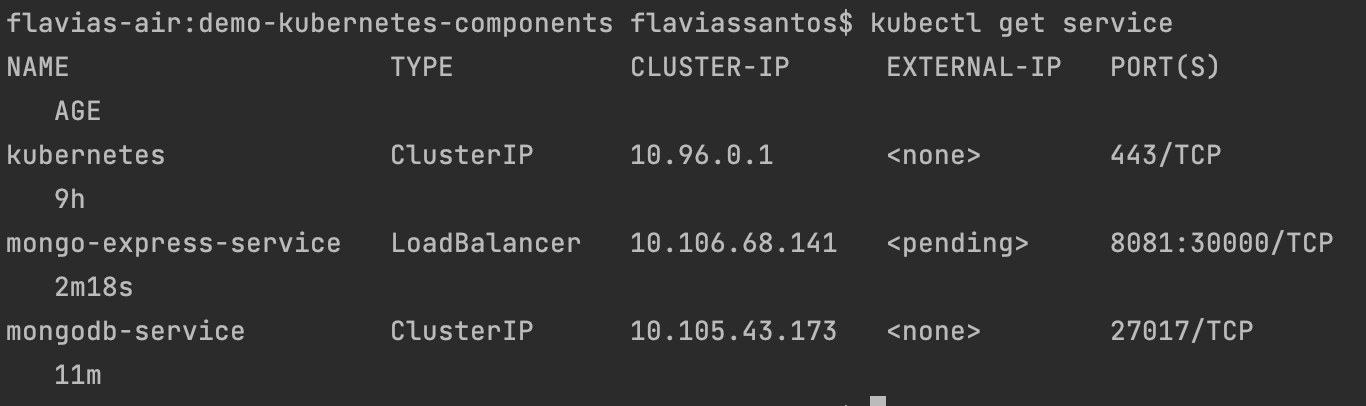 flavias-air:demo-kubernetes-components flaviassantos$ kubectl get service
NAME                    TYPE           CLUSTER-IP      EXTERNAL-IP   PORT(S)
   AGE
kubernetes              ClusterIP      10.96.0.1       <none>        443/TCP
   9h
mongo-express-service   LoadBalancer   10.106.68.141   <pending>     8081:30000/TCP
   2m18s
mongodb-service         ClusterIP      10.105.43.173   <none>        27017/TCP
   11m